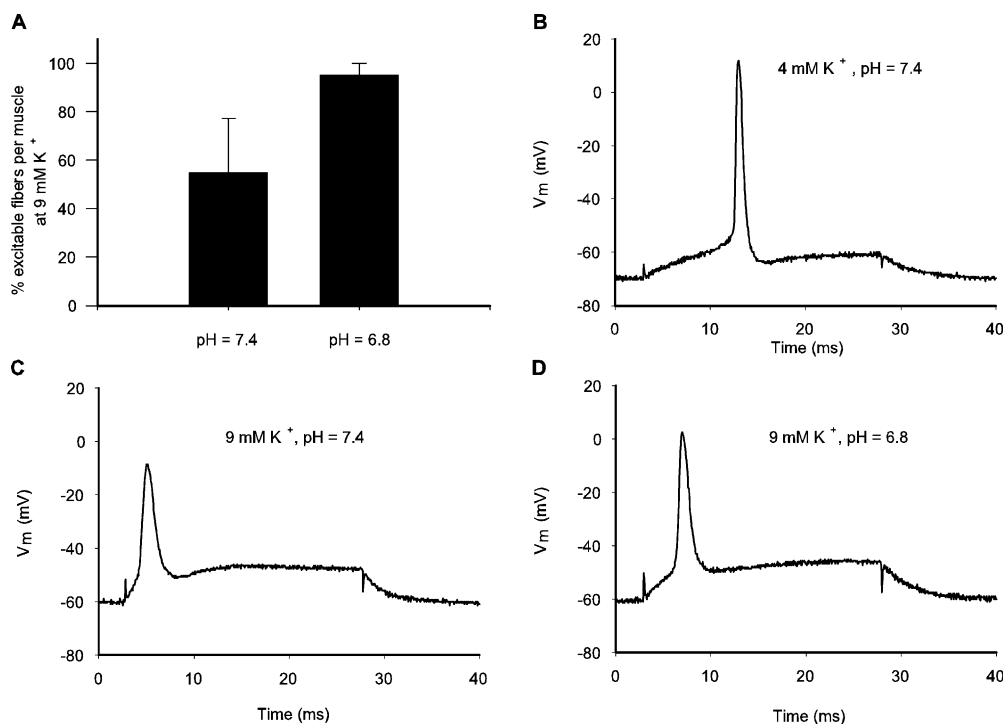 A
% excitable fibers per muscle
at 9 mM K +
100
80
60
40
20
0
pH = 7.4
pH = 6.8
B
4 mM K + , pH = 7.4
Vm (mV)
20
0
-20
-40
-60
-80
0 10 20 30 40
Time (ms)
C
9 mM K +, pH = 7.4
Vm (mV)
20
0
-20
-40
-60
-80
0 10 20 30 40
Time (ms)
D
9 mM K +, pH = 6.8
Vm (mV)
20
0
-20
-40
-60
-80
0 10 20 30 40
Time (ms)